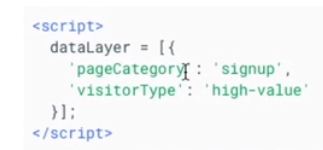 <script>
dataLayer = [{
'pageCategory': 'signup',
'visitorType': 'high-value'
}];
</script>